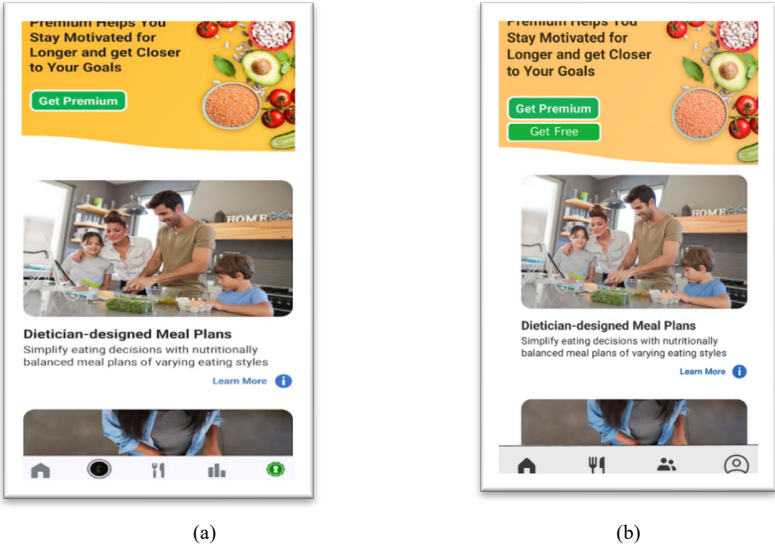 Premium Helps You
Stay Motivated for
Longer and get Closer
to Your Goals
Get Premium
HOME
Dietician-designed Meal Plans
Simplify eating decisions with nutritionally
balanced meal plans of varying eating styles
Learn More
(a)
Premium Helps You
Stay Motivated for
Longer and get Closer
to Your Goals
Get Premium
Get Free
HOME
Dietician-designed Meal Plans
Simplify eating decisions with nutritionally
balanced meal plans of varying eating styles
Learn More
(b)